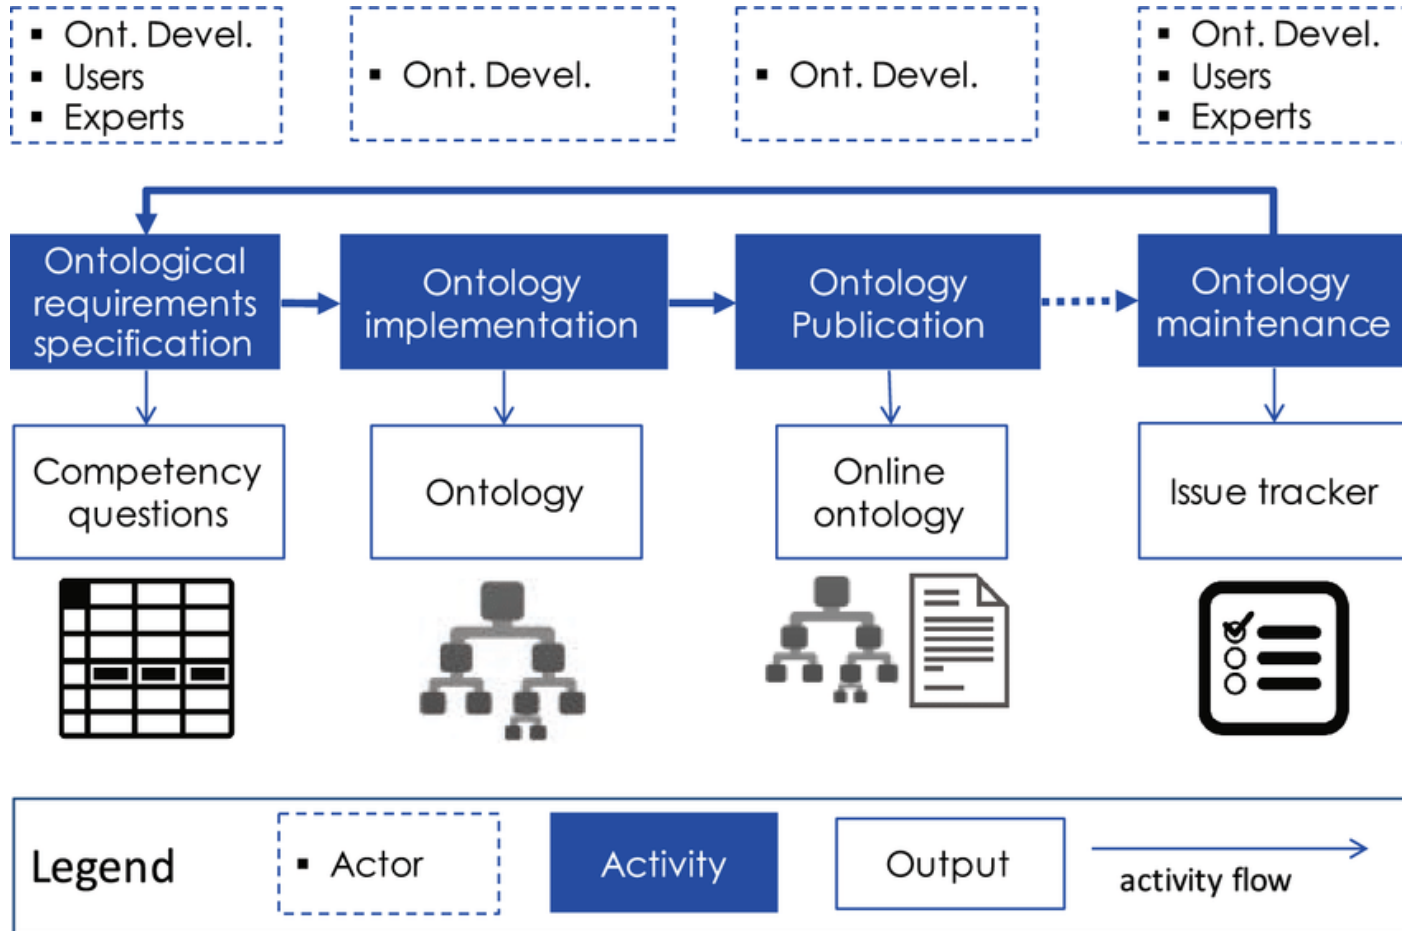 ▪ Ont. Devel.
▪ Users
▪ Experts
▪ Ont. Devel.
▪ Ont. Devel.
▪ Ont. Devel.
▪ Users
▪ Experts
Ontological
requirements
specification
Ontology
implementation
Ontology
Publication
Ontology
maintenance
Competency
questions
Ontology
Online
ontology
Issue tracker
Legend
▪ Actor
Activity
Output
activity flow